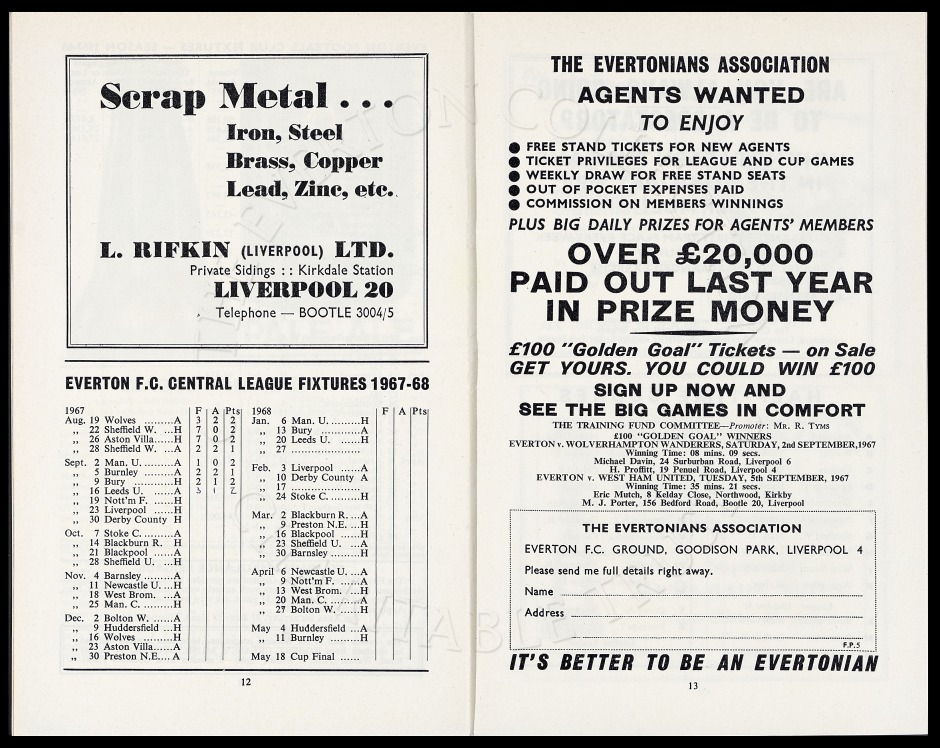 Scrap Metal . . .
Iron, Steel
Brass, Copper
Lead, Zinc, etc.
L. RIFKIN (LIVERPOOL) LTD.
Private Sidings : : Kirkdale Station
LIVERPOOL 20
Telephone — BOOTLE 3004/5
EVERTON F.C. CENTRAL LEAGUE FIXTURES 1967-68
1967 F A Pts
Aug. 19 Wolves .........A 3 2 2
,, 22 Sheffield W. ...H 7 0 2
,, 26 Aston Villa......H 7 0 2
,, 28 Sheffield W. ...A 2 2 1
Sept. 2 Man. U. .........A 1 0 2
,, 5 Burnley .........A 2 2 1
,, 9 Bury ............H 2 1 2
,, 16 Leeds U. ......A 3 1 2
,, 19 Nott'm F. ......H
,, 23 Liverpool ......H
,, 30 Derby County H
Oct. 7 Stoke C. .........A
,, 14 Blackburn R. H
,, 21 Blackpool ......A
,, 28 Sheffield U. ...H
Nov. 4 Barnsley .........A
,, 11 Newcastle U. ...H
,, 18 West Brom. ...A
,, 25 Man. C. .........H
Dec. 2 Bolton W. ......A
,, 9 Huddersfield ...H
,, 16 Wolves .........H
,, 23 Aston Villa......A
,, 30 Preston N.E.... A
1968 F A Pts
Jan. 6 Man. U. .........H
,, 13 Bury ............A
,, 20 Leeds U. ......H
,, 27 .....................
Feb. 3 Liverpool ......A
,, 10 Derby County A
,, 17 .....................
,, 24 Stoke C. .........H
Mar. 2 Blackburn R. ...A
,, 9 Preston N.E. ...H
,, 16 Blackpool ......H
,, 23 Sheffield U. ...A
,, 30 Barnsley .........H
April 6 Newcastle U. ...A
,, 9 Nott'm F. ......A
,, 13 West Brom. ...H
,, 20 Man. C. .........A
,, 27 Bolton W. ......H
May 4 Huddersfield ...A
,, 11 Burnley .........H
May 18 Cup Final ......
12
THE EVERTONIANS ASSOCIATION
AGENTS WANTED
TO ENJOY
● FREE STAND TICKETS FOR NEW AGENTS
● TICKET PRIVILEGES FOR LEAGUE AND CUP GAMES
● WEEKLY DRAW FOR FREE STAND SEATS
● OUT OF POCKET EXPENSES PAID
● COMMISSION ON MEMBERS WINNINGS
PLUS BIG DAILY PRIZES FOR AGENTS' MEMBERS
OVER £20,000
PAID OUT LAST YEAR
IN PRIZE MONEY
£100 "Golden Goal" Tickets — on Sale
GET YOURS. YOU COULD WIN £100
SIGN UP NOW AND
SEE THE BIG GAMES IN COMFORT
THE TRAINING FUND COMMITTEE—Promoter: MR. R. TYMS
£100 "GOLDEN GOAL" WINNERS
EVERTON v. WOLVERHAMPTON WANDERERS, SATURDAY, 2nd SEPTEMBER,1967
Winning Time: 08 mins. 09 secs.
Michael Davin, 24 Surburban Road, Liverpool 6
H. Proffitt, 19 Penuel Road, Liverpool 4
EVERTON v. WEST HAM UNITED, TUESDAY, 5th SEPTEMBER, 1967
Winning Time: 35 mins. 21 secs.
Eric Mutch, 8 Kelday Close, Northwood, Kirkby
M. J. Porter, 156 Bedford Road, Bootle 20, Liverpool
THE EVERTONIANS ASSOCIATION
EVERTON F.C. GROUND, GOODISON PARK, LIVERPOOL 4
Please send me full details right away.
Name
Address
F.P.5
IT'S BETTER TO BE AN EVERTONIAN
13